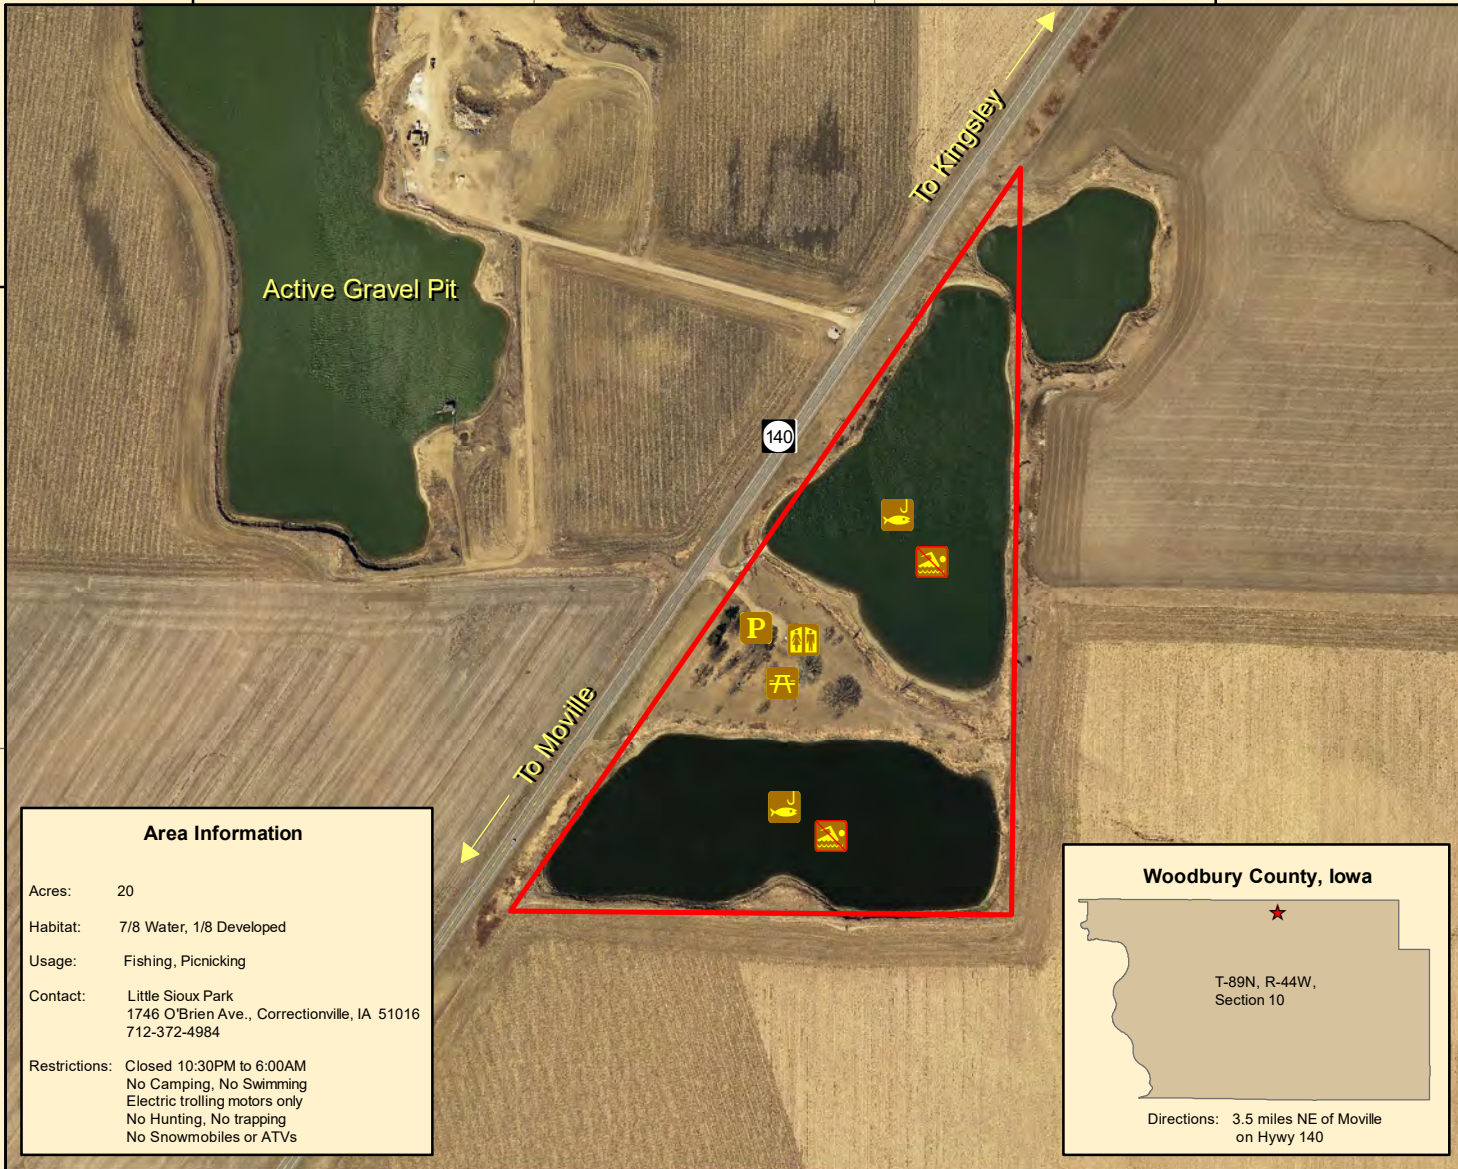 To Kingsley
Active Gravel Pit
140
P
To Moville
Area Information
Acres: 20
Habitat: 7/8 Water, 1/8 Developed
Usage: Fishing, Picnicking
Contact: Little Sioux Park
1746 O'Brien Ave., Correctionville, IA 51016
712-372-4984
Restrictions: Closed 10:30PM to 6:00AM
No Camping, No Swimming
Electric trolling motors only
No Hunting, No trapping
No Snowmobiles or ATVs
Woodbury County, Iowa
T-89N, R-44W,
Section 10
Directions: 3.5 miles NE of Moville
on Hywy 140